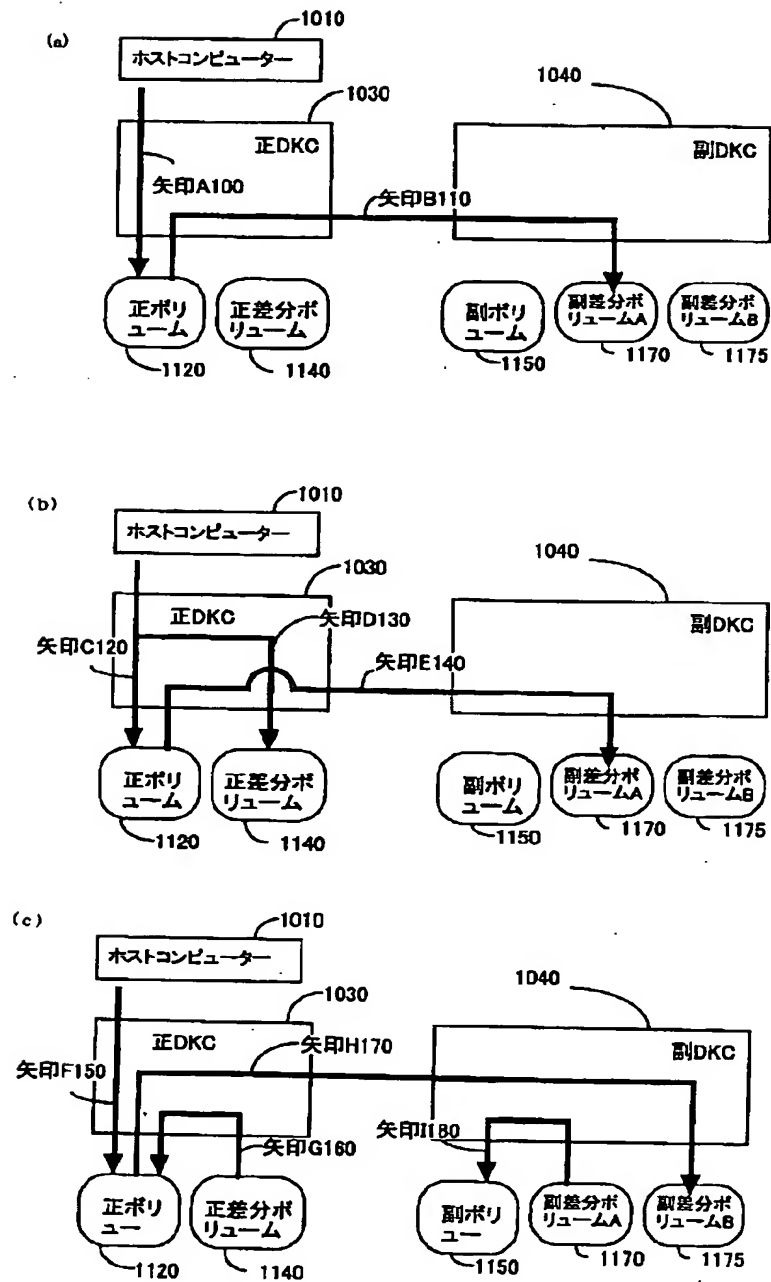 (a)
1010
ホストコンピューター
1030
1040
正DKC
副DKC
矢印A100
矢印B110
正ボリ
ューム
正差分ボ
リューム
副ボリ
ューム
副差分ボ
リュームA
副差分ボ
リュームB
1120
1140
1150
1170
1175
(b)
1010
ホストコンピューター
1030
1040
正DKC
副DKC
矢印D130
矢印C120
矢印E140
正ボリ
ューム
正差分ボ
リューム
副ボリ
ューム
副差分ボ
リュームA
副差分ボ
リュームB
1120
1140
1150
1170
1175
(c)
1010
ホストコンピューター
1030
1040
正DKC
副DKC
矢印H170
矢印F150
矢印I180
矢印G160
正ボリ
ュー
正差分ボ
リューム
副ボリ
ュー
副差分ボ
リュームA
副差分ボ
リュームB
1120
1140
1150
1170
1175